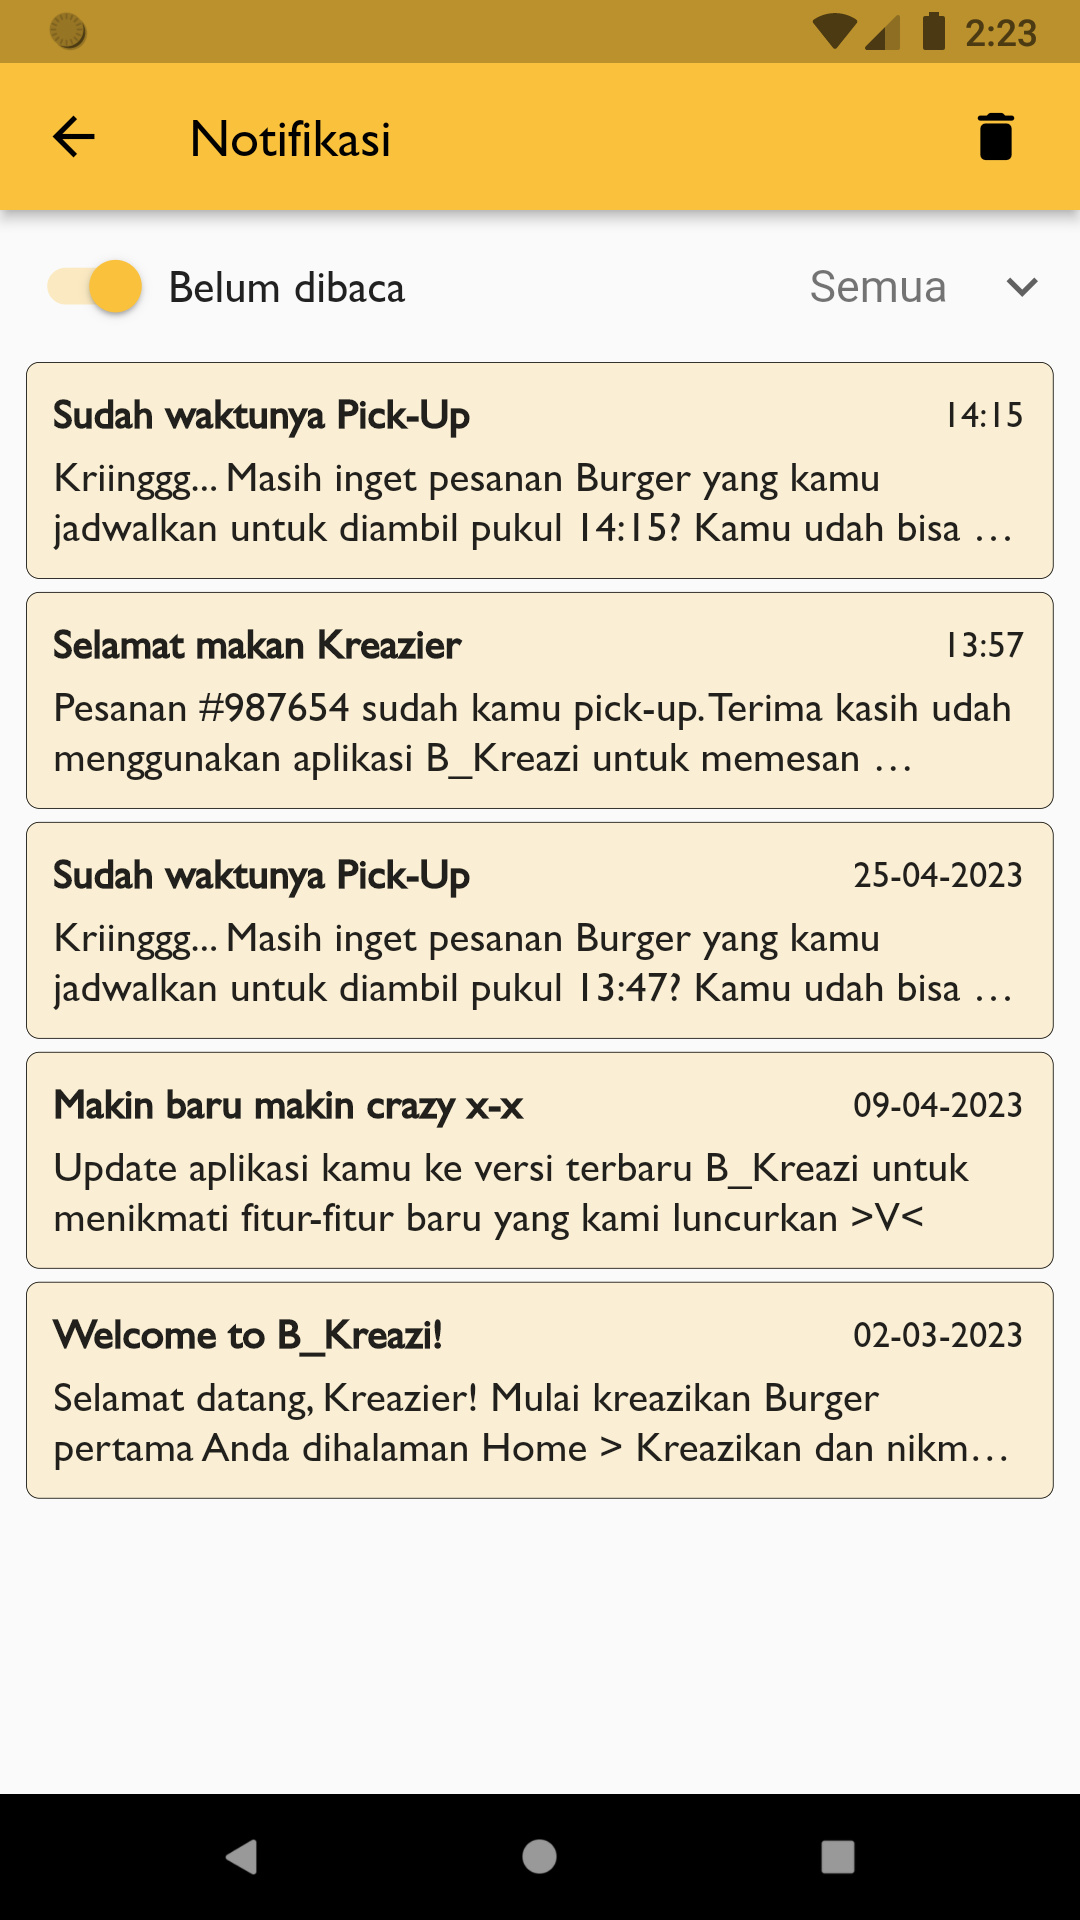 2:23
Notifikasi
Belum dibaca Semua
Sudah waktunya Pick-Up 14:15
Kriinggg... Masih inget pesanan Burger yang kamu
jadwalkan untuk diambil pukul 14:15? Kamu udah bisa …
Selamat makan Kreazier 13:57
Pesanan #987654 sudah kamu pick-up. Terima kasih udah
menggunakan aplikasi B_Kreazi untuk memesan …
Sudah waktunya Pick-Up 25-04-2023
Kriinggg... Masih inget pesanan Burger yang kamu
jadwalkan untuk diambil pukul 13:47? Kamu udah bisa …
Makin baru makin crazy x-x 09-04-2023
Update aplikasi kamu ke versi terbaru B_Kreazi untuk
menikmati fitur-fitur baru yang kami luncurkan >V<
Welcome to B_Kreazi! 02-03-2023
Selamat datang, Kreazier! Mulai kreazikan Burger
pertama Anda dihalaman Home > Kreazikan dan nikm…